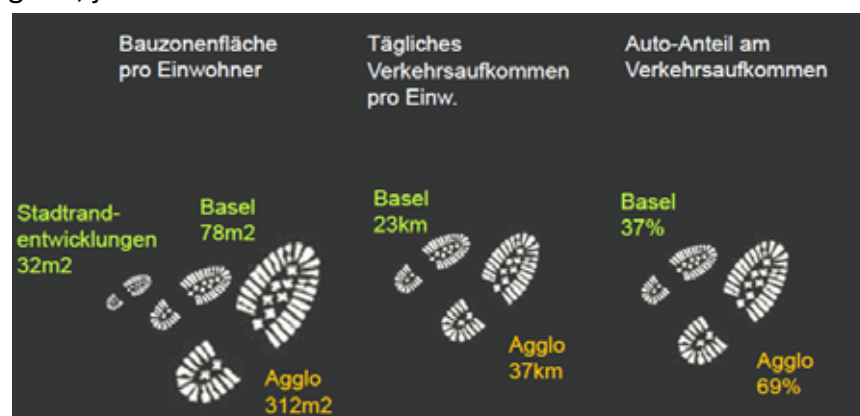 Bauzonenfläche
pro Einwohner
Tägliches
Verkehrsaufkommen
pro Einw.
Auto-Anteil am
Verkehrsaufkommen
Stadtrand-
entwicklungen
32m2
Basel
78m2
Agglo
312m2
Basel
23km
Agglo
37km
Basel
37%
Agglo
69%